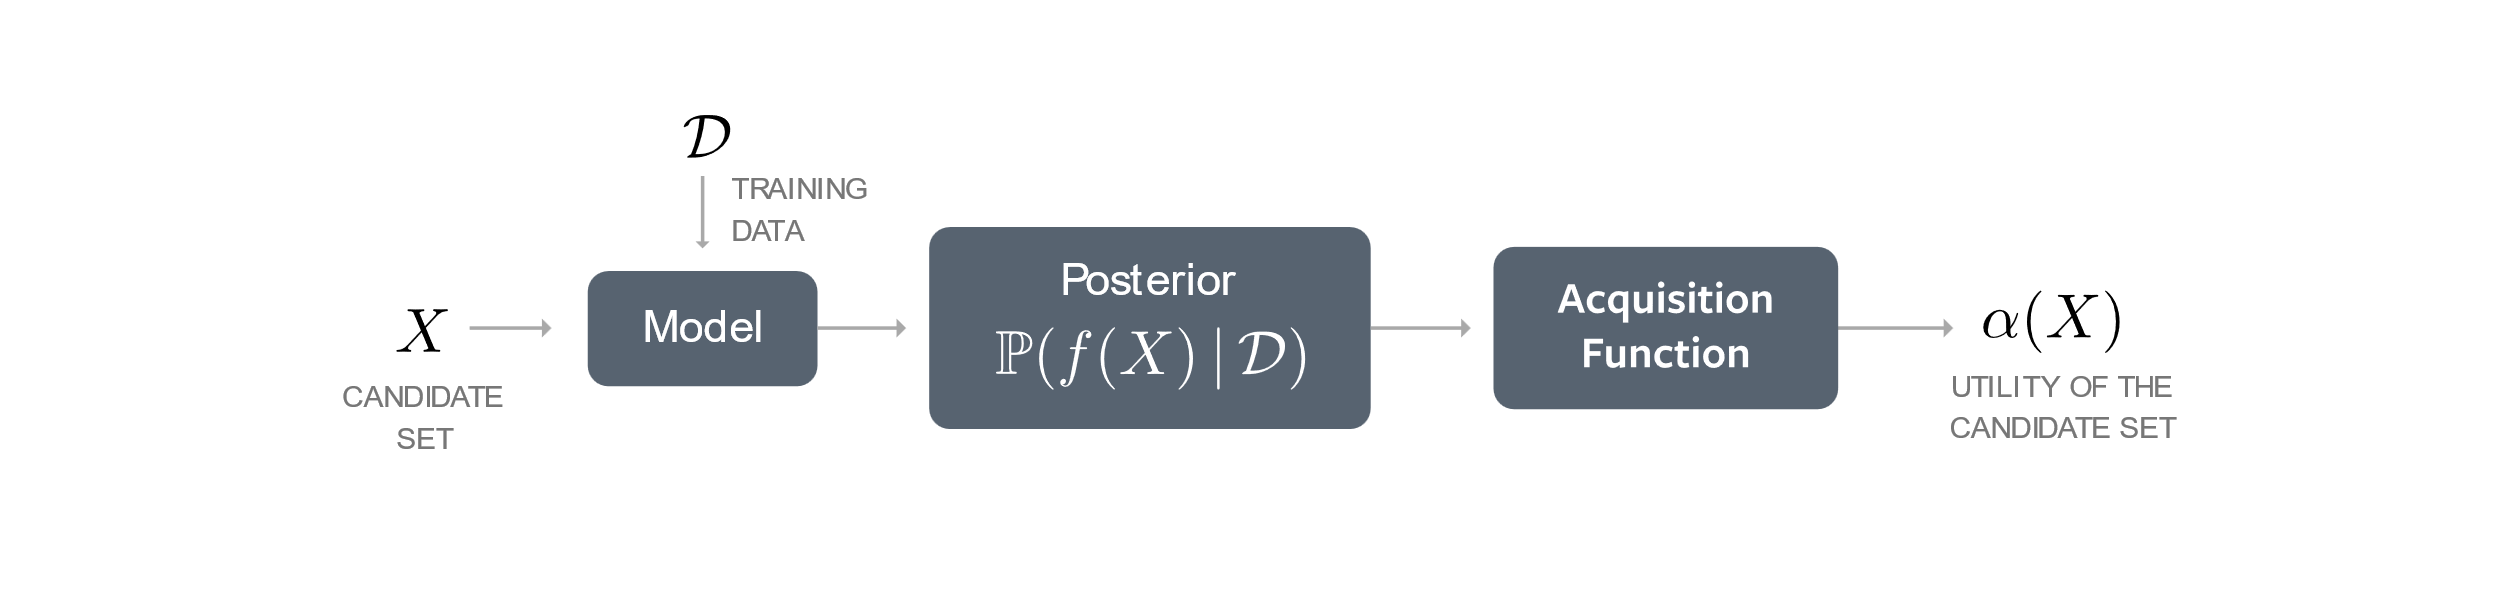 𝒟
TRAINING
DATA
X
CANDIDATE
SET
Model
Posterior
ℙ(f(X) | 𝒟)
Acquisition
Function
α(X)
UTILITY OF THE
CANDIDATE SET